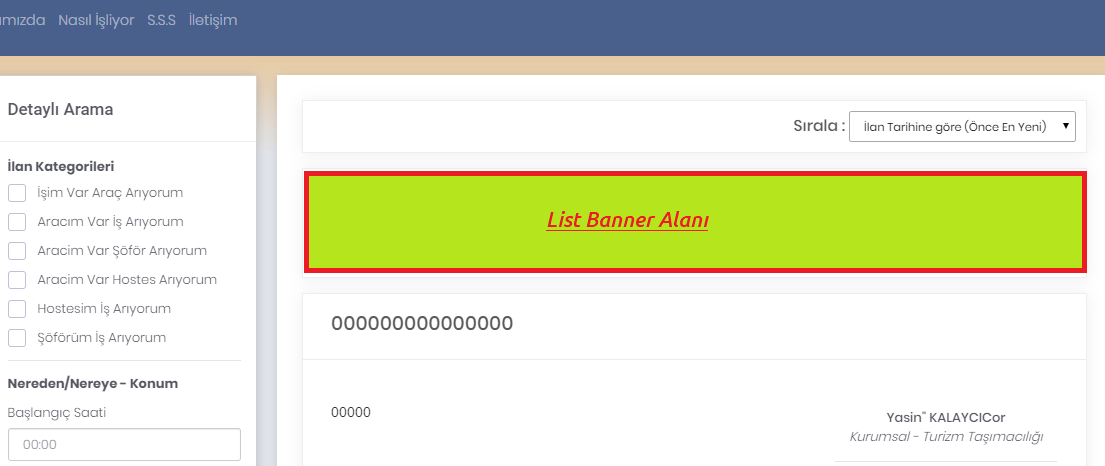 Nasıl İşliyor S.S.S İletişim
Detaylı Arama
İlan Kategorileri
İşim Var Araç Arıyorum
Aracım Var İş Arıyorum
Aracim Var Şöför Arıyorum
Aracim Var Hostes Arıyorum
Hostesim İş Arıyorum
Şöförüm İş Arıyorum
Nereden/Nereye - Konum
Başlangıç Saati
00:00
Sırala : İlan Tarihine göre (Önce En Yeni)
List Banner Alanı
000000000000000
00000
Yasin" KALAYCICor
Kurumsal - Turizm Taşımacılığı